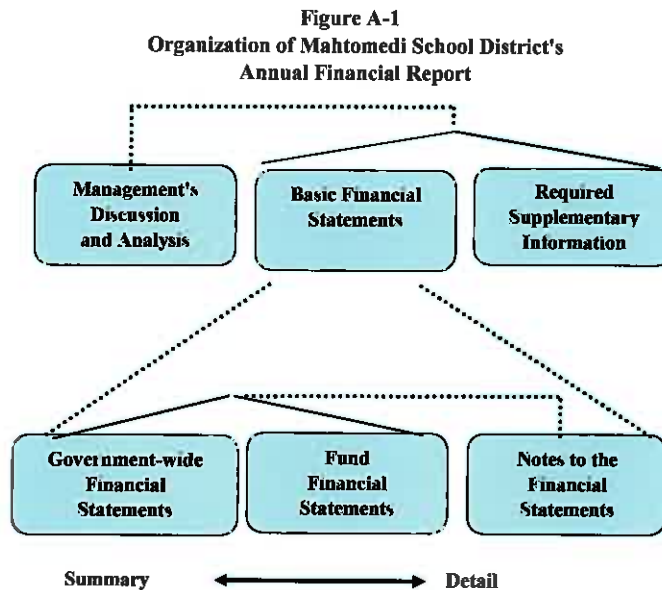 Figure A-1
Organization of Mahtomedi School District's
Annual Financial Report
Management's
Discussion
and Analysis
Basic Financial
Statements
Required
Supplementary
Information
Government-wide
Financial
Statements
Fund
Financial
Statements
Notes to the
Financial
Statements
Summary
Detail